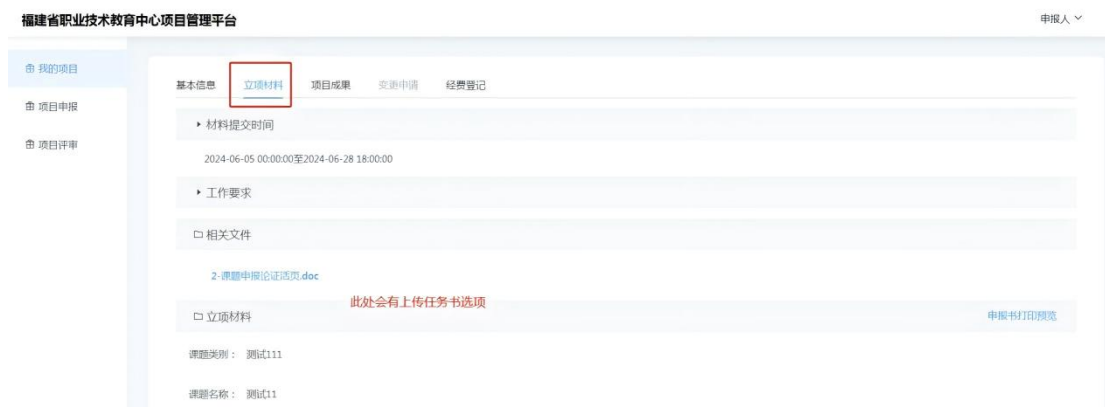 福建省职业技术教育中心项目管理平台
申报人
我的项目
基本信息 立项材料 项目成果 变更申请 经费登记
项目申报
材料提交时间
项目评审
2024-06-05 00:00:00至2024-06-28 18:00:00
工作要求
相关文件
2-课题申报论证活页.doc
此处会有上传任务书选项
立项材料
申报书打印预览
课题类别： 测试111
课题名称： 测试11